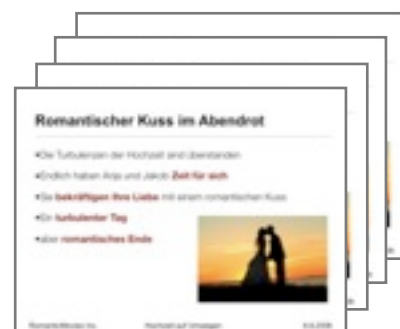 Romantischer Kuss im Abendrot
•Die Turbulenzen der Hochzeit sind überstanden
•Endlich haben Anja und Jakob Zeit für sich
•Sie bekräftigen Ihre Liebe mit einem romantischen Kuss
•Ein turbulenter Tag
•aber romantisches Ende
Hochzeit auf Umwegen